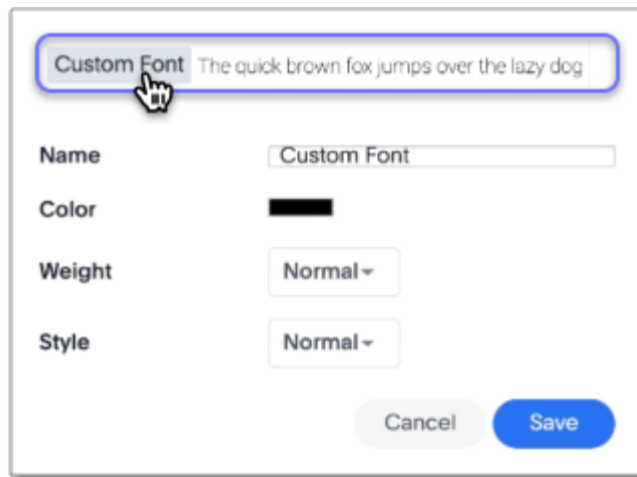 Custom Font The quick brown fox jumps over the lazy dog
Name Custom Font
Color
Weight Normal
Style Normal
Cancel Save